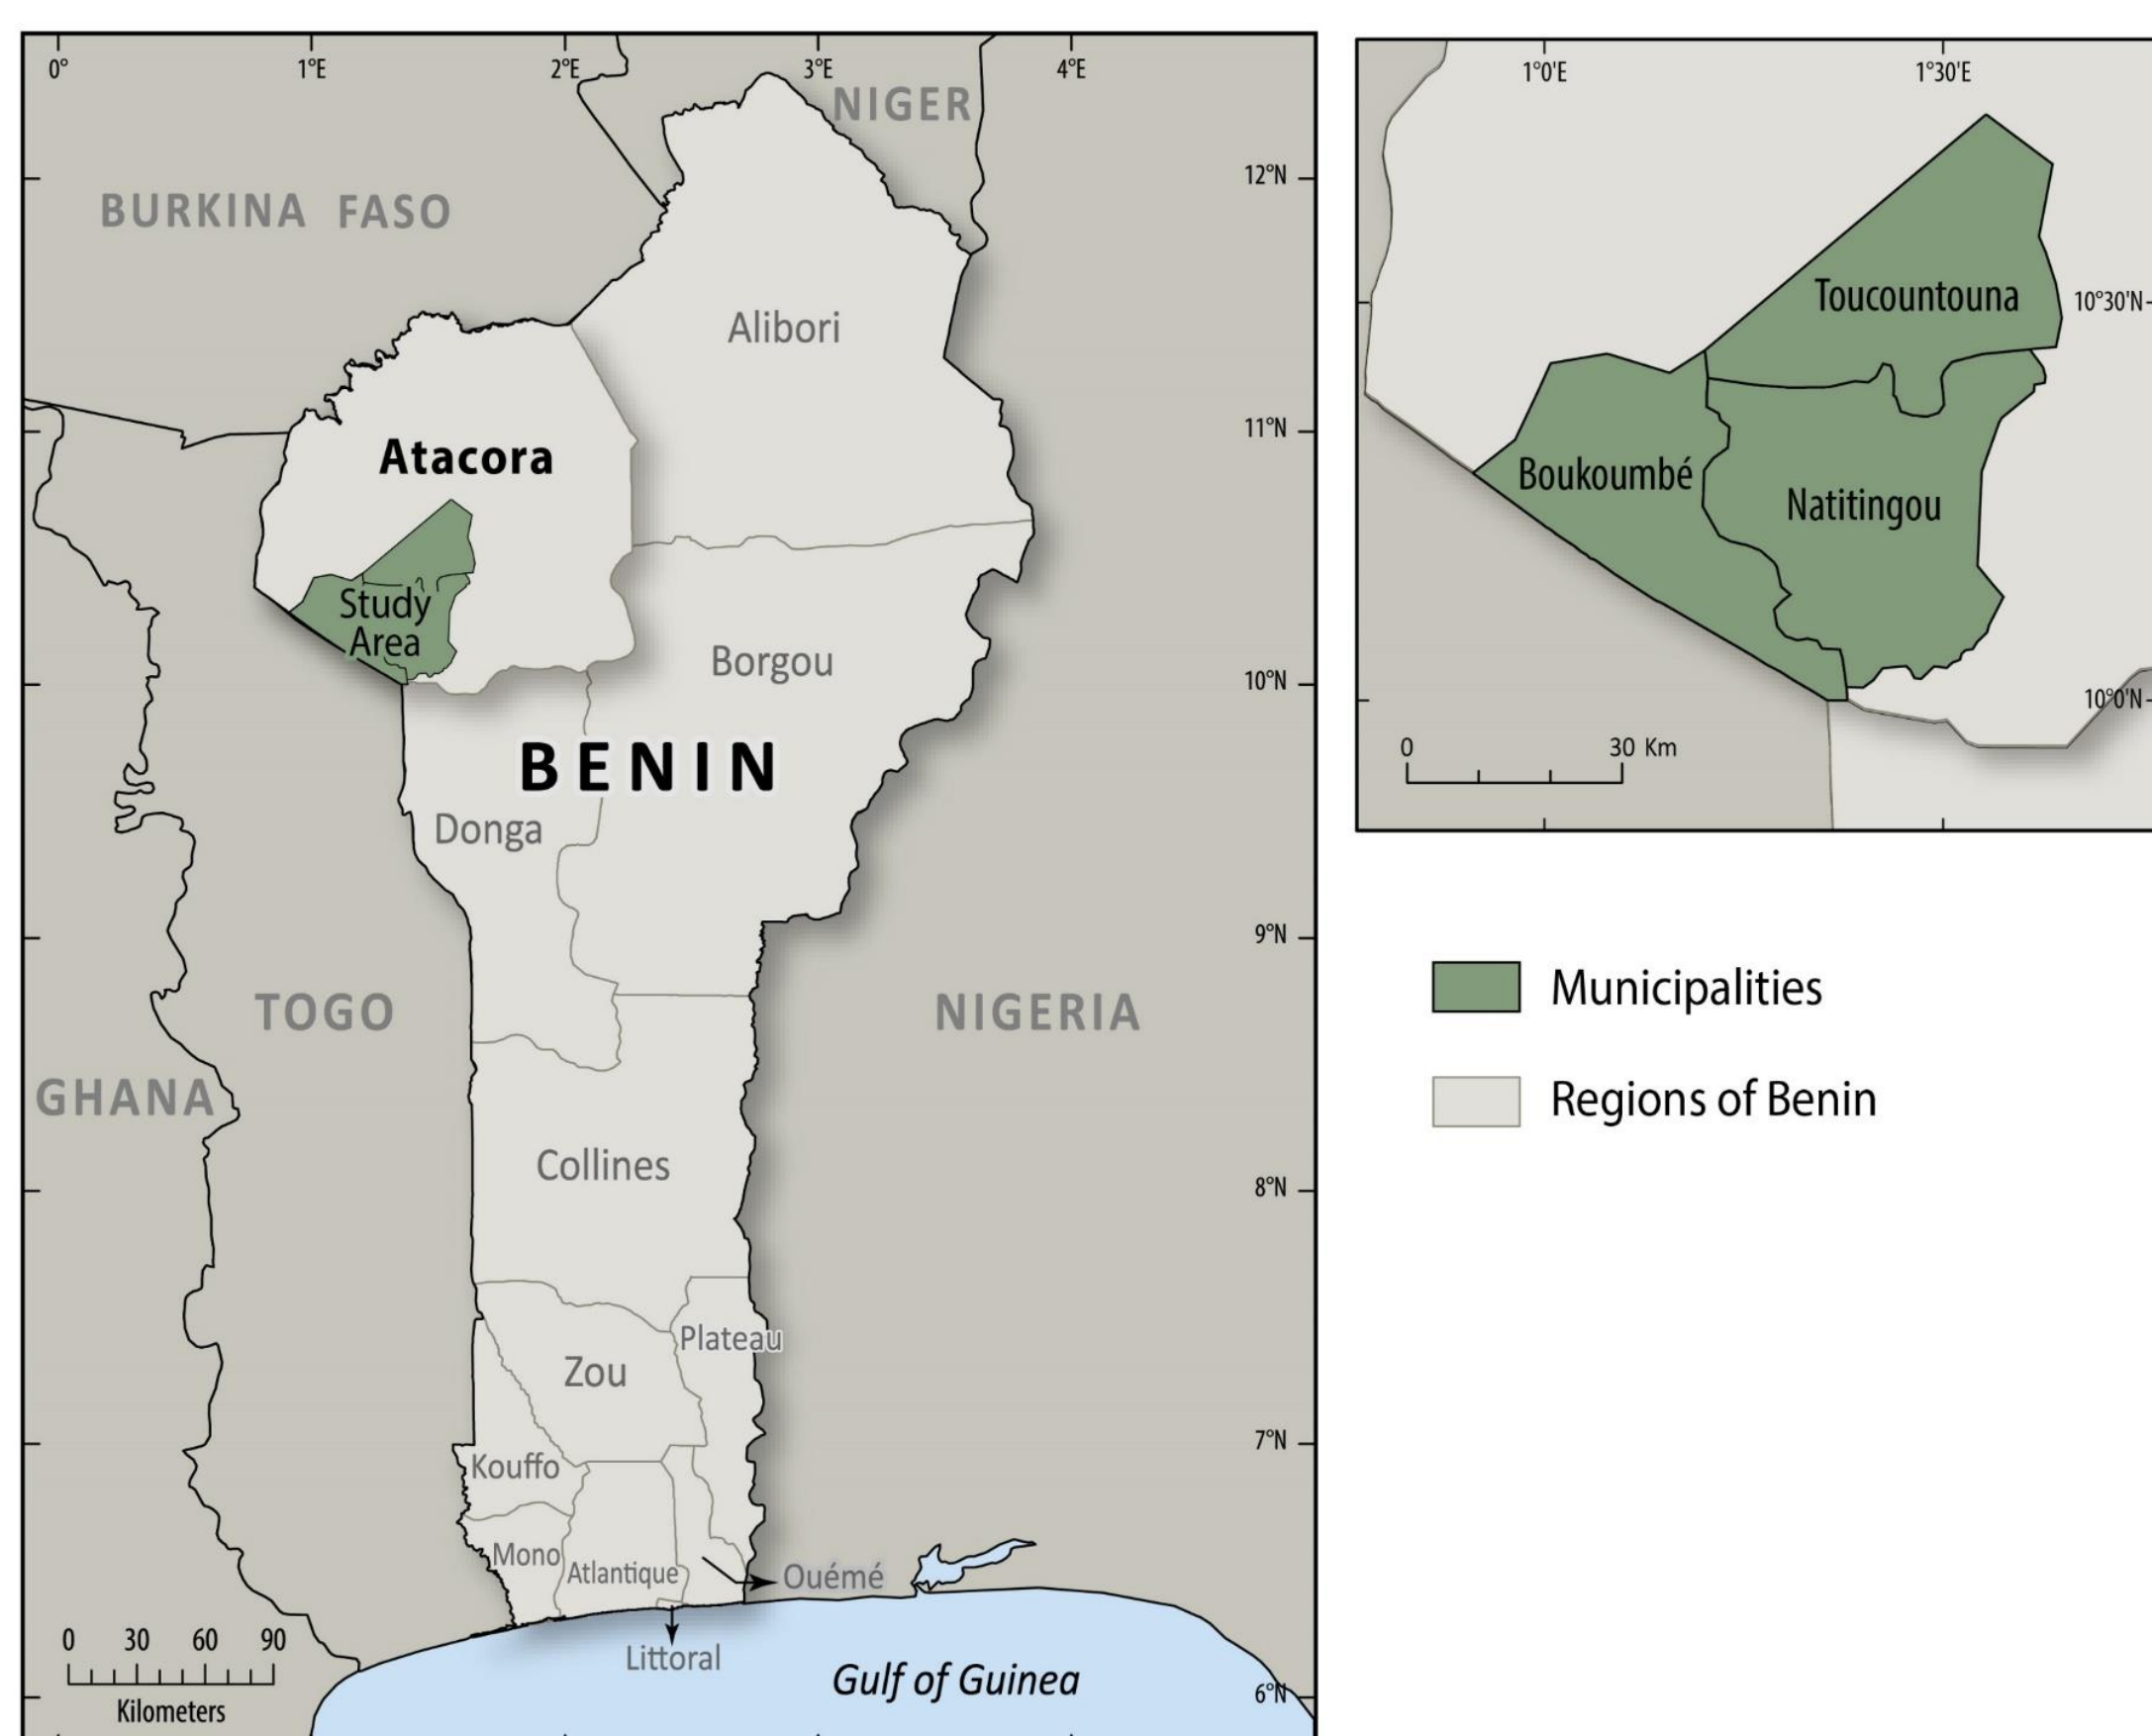 0°
1°E
2°E
3°E
4°E
NIGER
12°N
BURKINA FASO
Alibori
11°N
Atacora
Study
Area
Borgou
10°N
BENIN
Donga
9°N
TOGO
NIGERIA
GHANA
Collines
8°N
Plateau
Zou
7°N
Kouffo
Mono
Atlantique
Ouémé
0 30 60 90
Kilometers
Littoral
Gulf of Guinea
6°N
1°0'E
1°30'E
Toucountouna
10°30'N
Boukoumbé
Natitingou
10°0'N
0 30 Km
Municipalities
Regions of Benin